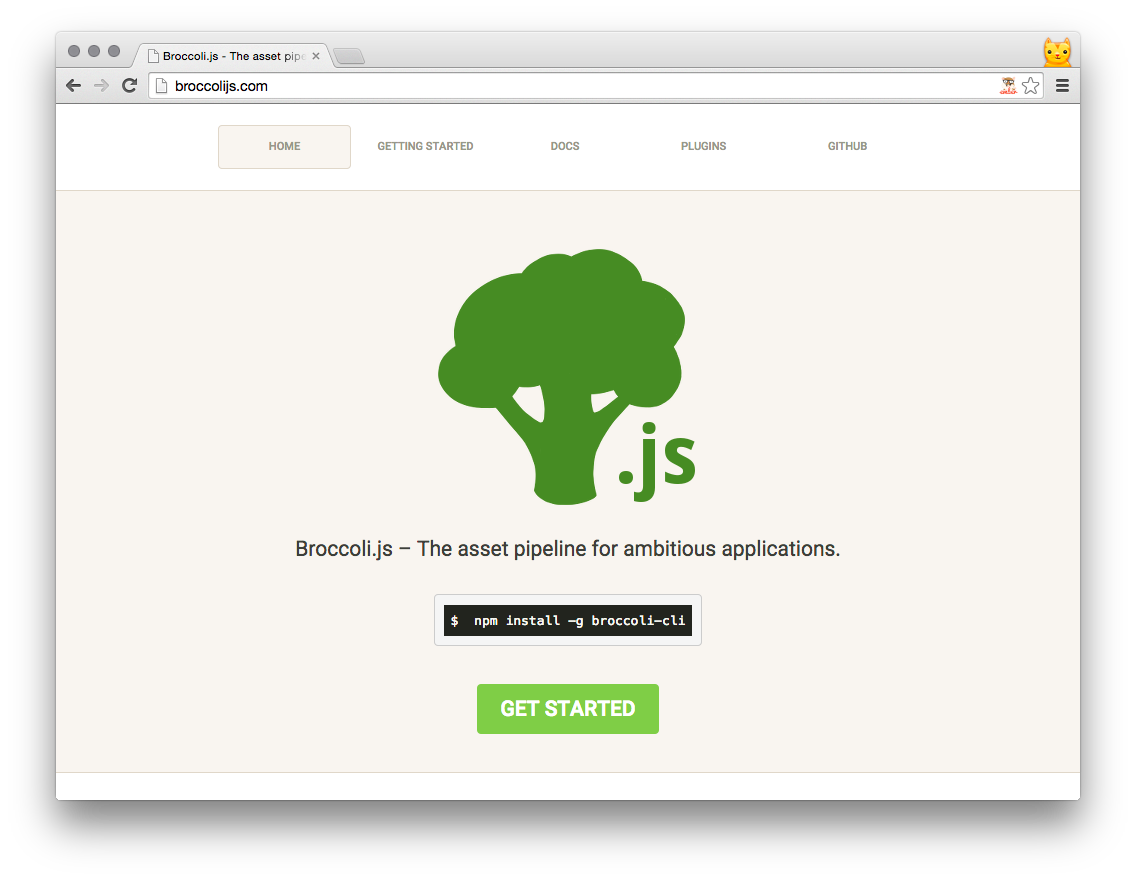 Broccoli.js - The asset pipe
broccolijs.com
HOME GETTING STARTED DOCS PLUGINS GITHUB
.js
Broccoli.js – The asset pipeline for ambitious applications.
$ npm install –g broccoli-cli
GET STARTED